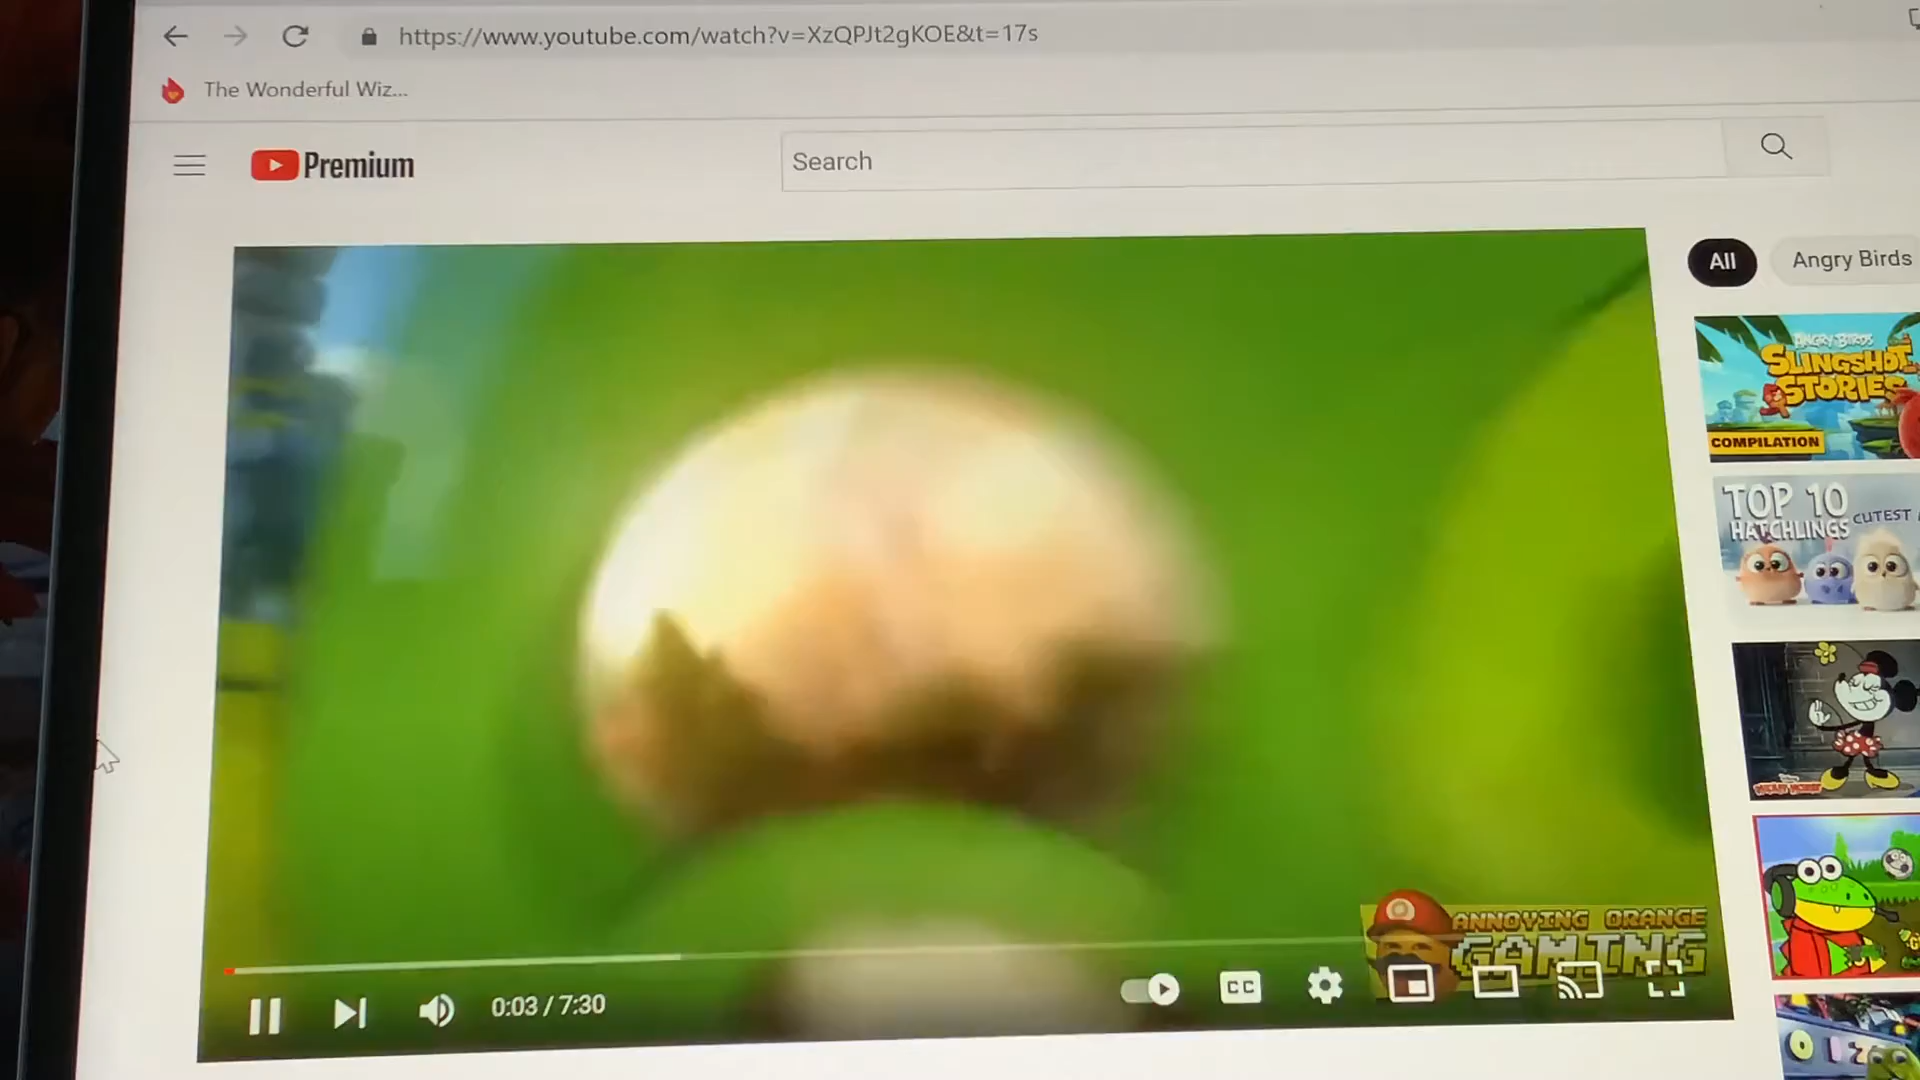 https://www.youtube.com/watch?v=XzQPJt2gKOE&t=17s
The Wonderful Wiz...
Premium
Search
All
Angry Birds
ANGRY BIRDS
SLINGSHOT
STORIES
COMPILATION
TOP 10
HATCHLINGS
CUTEST
ANNOYING ORANGE
GAMING
0:03 / 7:30
CC